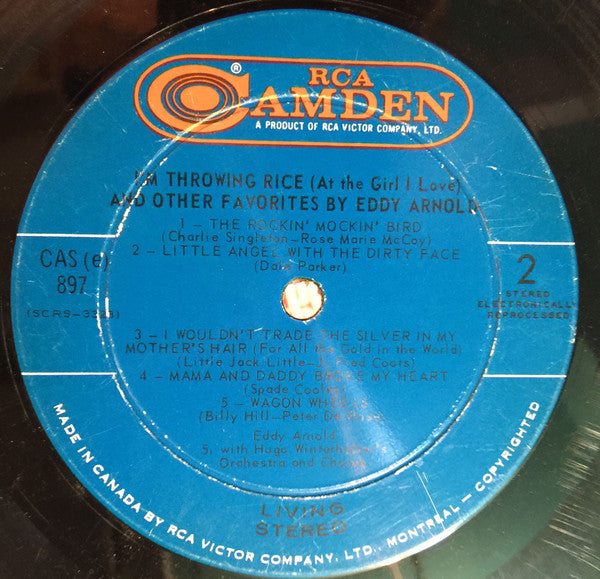 RCA
CAMDEN
®
A PRODUCT OF RCA VICTOR COMPANY, LTD.
I'M THROWING RICE (At the Girl I Love)
AND OTHER FAVORITES BY EDDY ARNOLD
1 – THE ROCKIN' MOCKIN' BIRD
(Charlie Singleton–Rose Marie McCoy)
2 – LITTLE ANGEL WITH THE DIRTY FACE
(Dale Parker)
CAS (e)
897
2
STEREO
ELECTRONICALLY
REPROCESSED
3 – I WOULDN'T TRADE THE SILVER IN MY
MOTHER'S HAIR (For All the Gold in the World)
(Little Jack Little– Fred Coots)
4 – MAMA AND DADDY BROKE MY HEART
(Spade Cooley)
5 – WAGON WHEELS
(Billy Hill–Peter De Rose)
Eddy Arnold
5, with Hugo Winterhalter's
Orchestra and Chorus
LIVING
STEREO
MADE IN CANADA BY RCA VICTOR COMPANY, LTD., MONTREAL – COPYRIGHTED